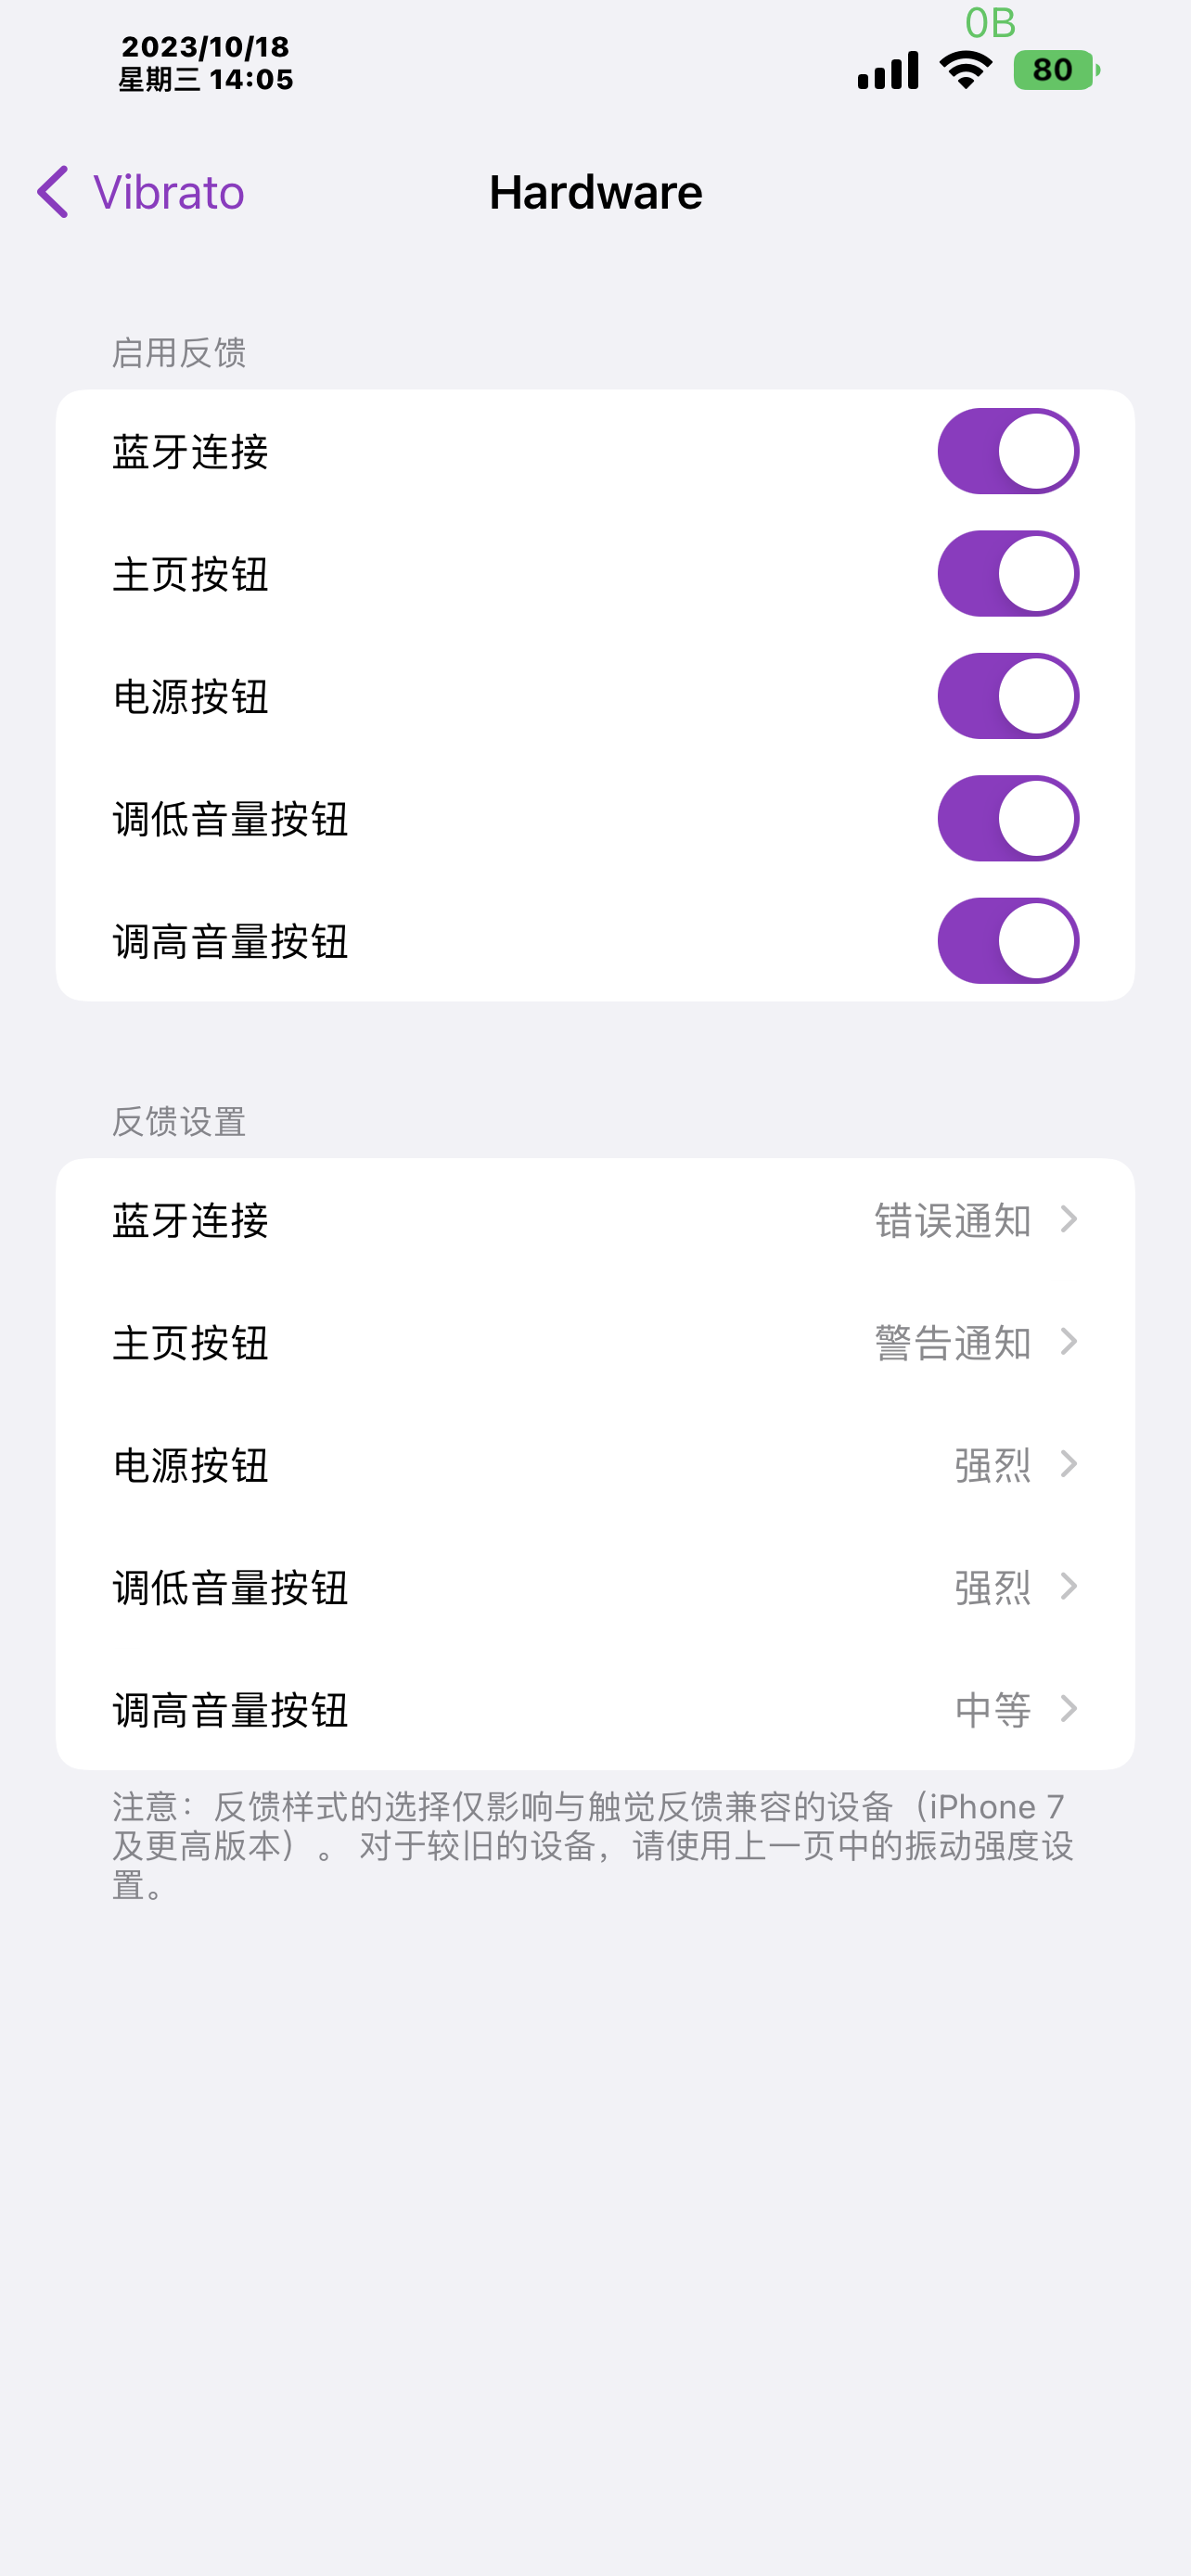 0B
2023/10/18
星期三 14:05
80
Vibrato
Hardware
启用反馈
蓝牙连接
主页按钮
电源按钮
调低音量按钮
调高音量按钮
反馈设置
蓝牙连接 错误通知
主页按钮 警告通知
电源按钮 强烈
调低音量按钮 强烈
调高音量按钮 中等
注意：反馈样式的选择仅影响与触觉反馈兼容的设备（iPhone 7
及更高版本）。 对于较旧的设备，请使用上一页中的振动强度设
置。